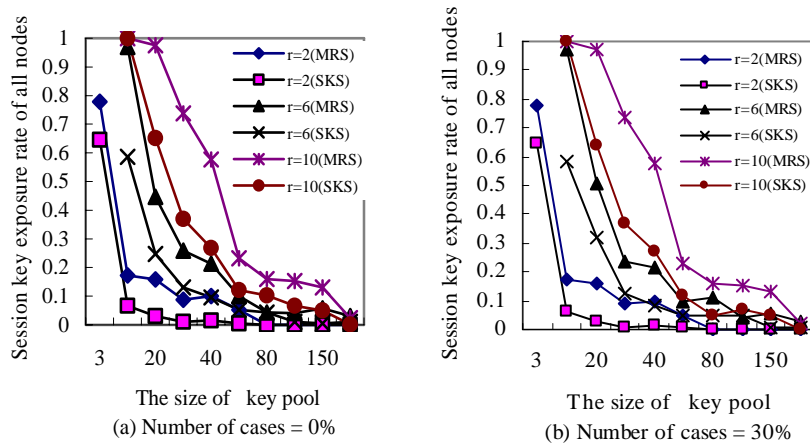 Session key exposure rate of all nodes
1
0.9
0.8
0.7
0.6
0.5
0.4
0.3
0.2
0.1
0
r=2(MRS)
r=2(SKS)
r=6(MRS)
r=6(SKS)
r=10(MRS)
r=10(SKS)
3 20 40 80 150
The size of key pool
(a) Number of cases = 0%
Session key exposure rate of all nodes
1
0.9
0.8
0.7
0.6
0.5
0.4
0.3
0.2
0.1
0
r=2(MRS)
r=2(SKS)
r=6(MRS)
r=6(SKS)
r=10(MRS)
r=10(SKS)
3 20 40 80 150
The size of key pool
(b) Number of cases = 30%